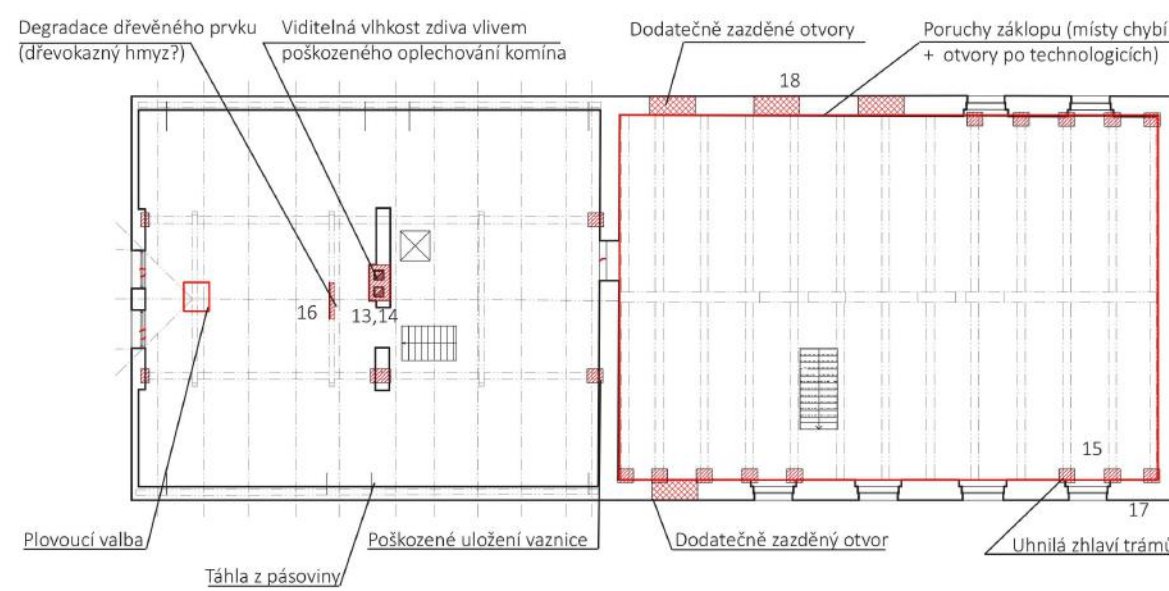 Degradace dřevěného prvku
(dřevokazný hmyz?)
Viditelná vlhkost zdiva vlivem
poškozeného oplechování komína
Dodatečně zazděné otvory
Poruchy záklopu (místy chybí
+ otvory po technologicích)
18
16
13,14
15
17
Plovoucí valba
Táhla z pásoviny
Poškozené uložení vaznice
Dodatečně zazděný otvor
Uhnilá zhlaví trámů